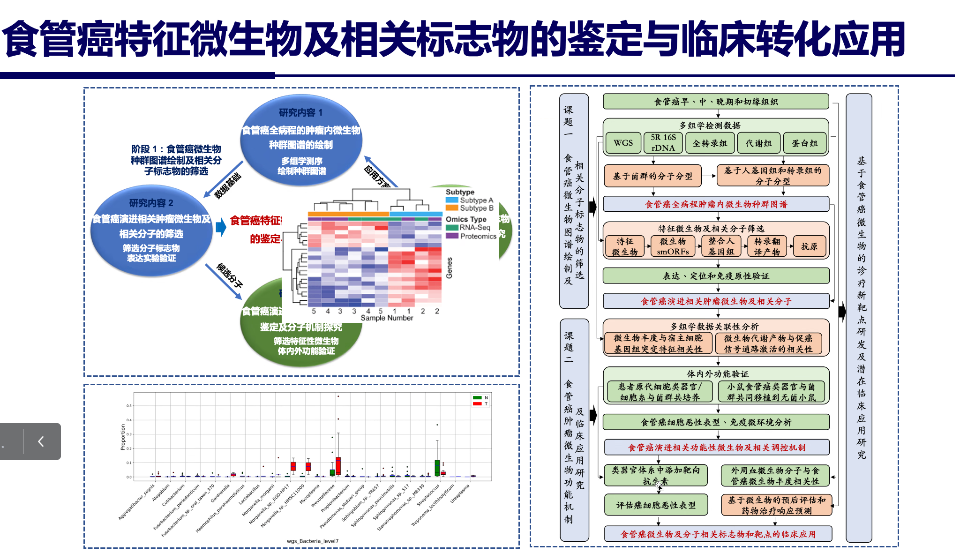 食管癌特征微生物及相关标志物的鉴定与临床转化应用
研究内容 1
食管癌全病程的肿瘤内微生物
种群图谱的绘制
多组学测序
绘制种群图谱
阶段 1:食管癌微生物
种群图谱绘制及相关分
子标志物的筛选
数据基础
应用方案
研究内容 2
食管癌演进相关肿瘤微生物及
相关分子的筛选
筛选分子标志
表达实验验证
食管癌特征
的鉴定
候选分子
食管癌演进
鉴定及分子机制探究
筛选特征性微生物
体内外功能验证
Subtype
Subtype A
Subtype B
Omics Type
RNA-Seq
Proteomics
Genes
5 4 3 5 4 3 1 2 1 2
Sample Number
Proportion
N
T
wgs_Bacteria_level7
课题一 食管癌微生物图谱绘制及
相关分子标志物的筛选
课题二 食管癌肿瘤微生物功能机制
及临床应用研究
食管癌早、中、晚期和切缘组织
多组学检测数据
WGS
5R 16S
rDNA
全转录组
代谢组
蛋白组
基于菌群的分子分型
基于人基因组和转录组的
分子分型
食管癌全病程肿瘤内微生物种群图谱
特征微生物及相关分子筛选
特征
微生物
微生物
smORFs
整合人
基因组
转录翻
译产物
抗原
表达、定位和免疫原性验证
食管癌演进相关肿瘤微生物及相关分子
多组学数据关联性分析
微生物丰度与宿主细胞
基因组突变特征相关性
微生物代谢产物与促癌
信号通路激活的相关性
体内外功能验证
患者原代细胞类器官/
细胞系与菌群共培养
小鼠食管癌类器官与菌
群共同移植到无菌小鼠
食管癌细胞恶性表型、免疫微环境分析
食管癌演进相关功能性微生物及相关调控机制
类器官体系中添加靶向
抗步素
外周血微生物分子与食
管癌微生物丰度相关性
评估癌细胞恶性表型
基于微生物的预后评估和
药物治疗响应预测
食管癌微生物及分子相关标志物和靶点的临床应用
基于食管癌微生物的诊疗新靶点研发及潜在临床应用研究